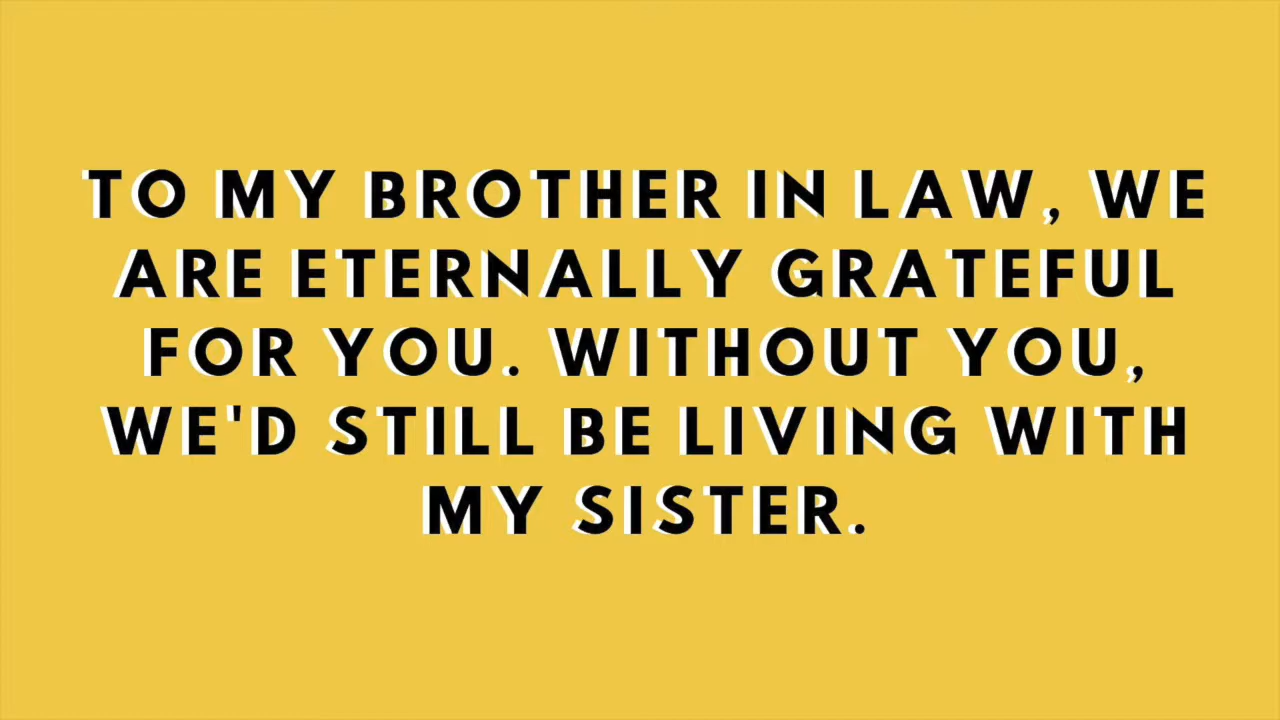 TO MY BROTHER IN LAW, WE
ARE ETERNALLY GRATEFUL
FOR YOU. WITHOUT YOU,
WE'D STILL BE LIVING WITH
MY SISTER.